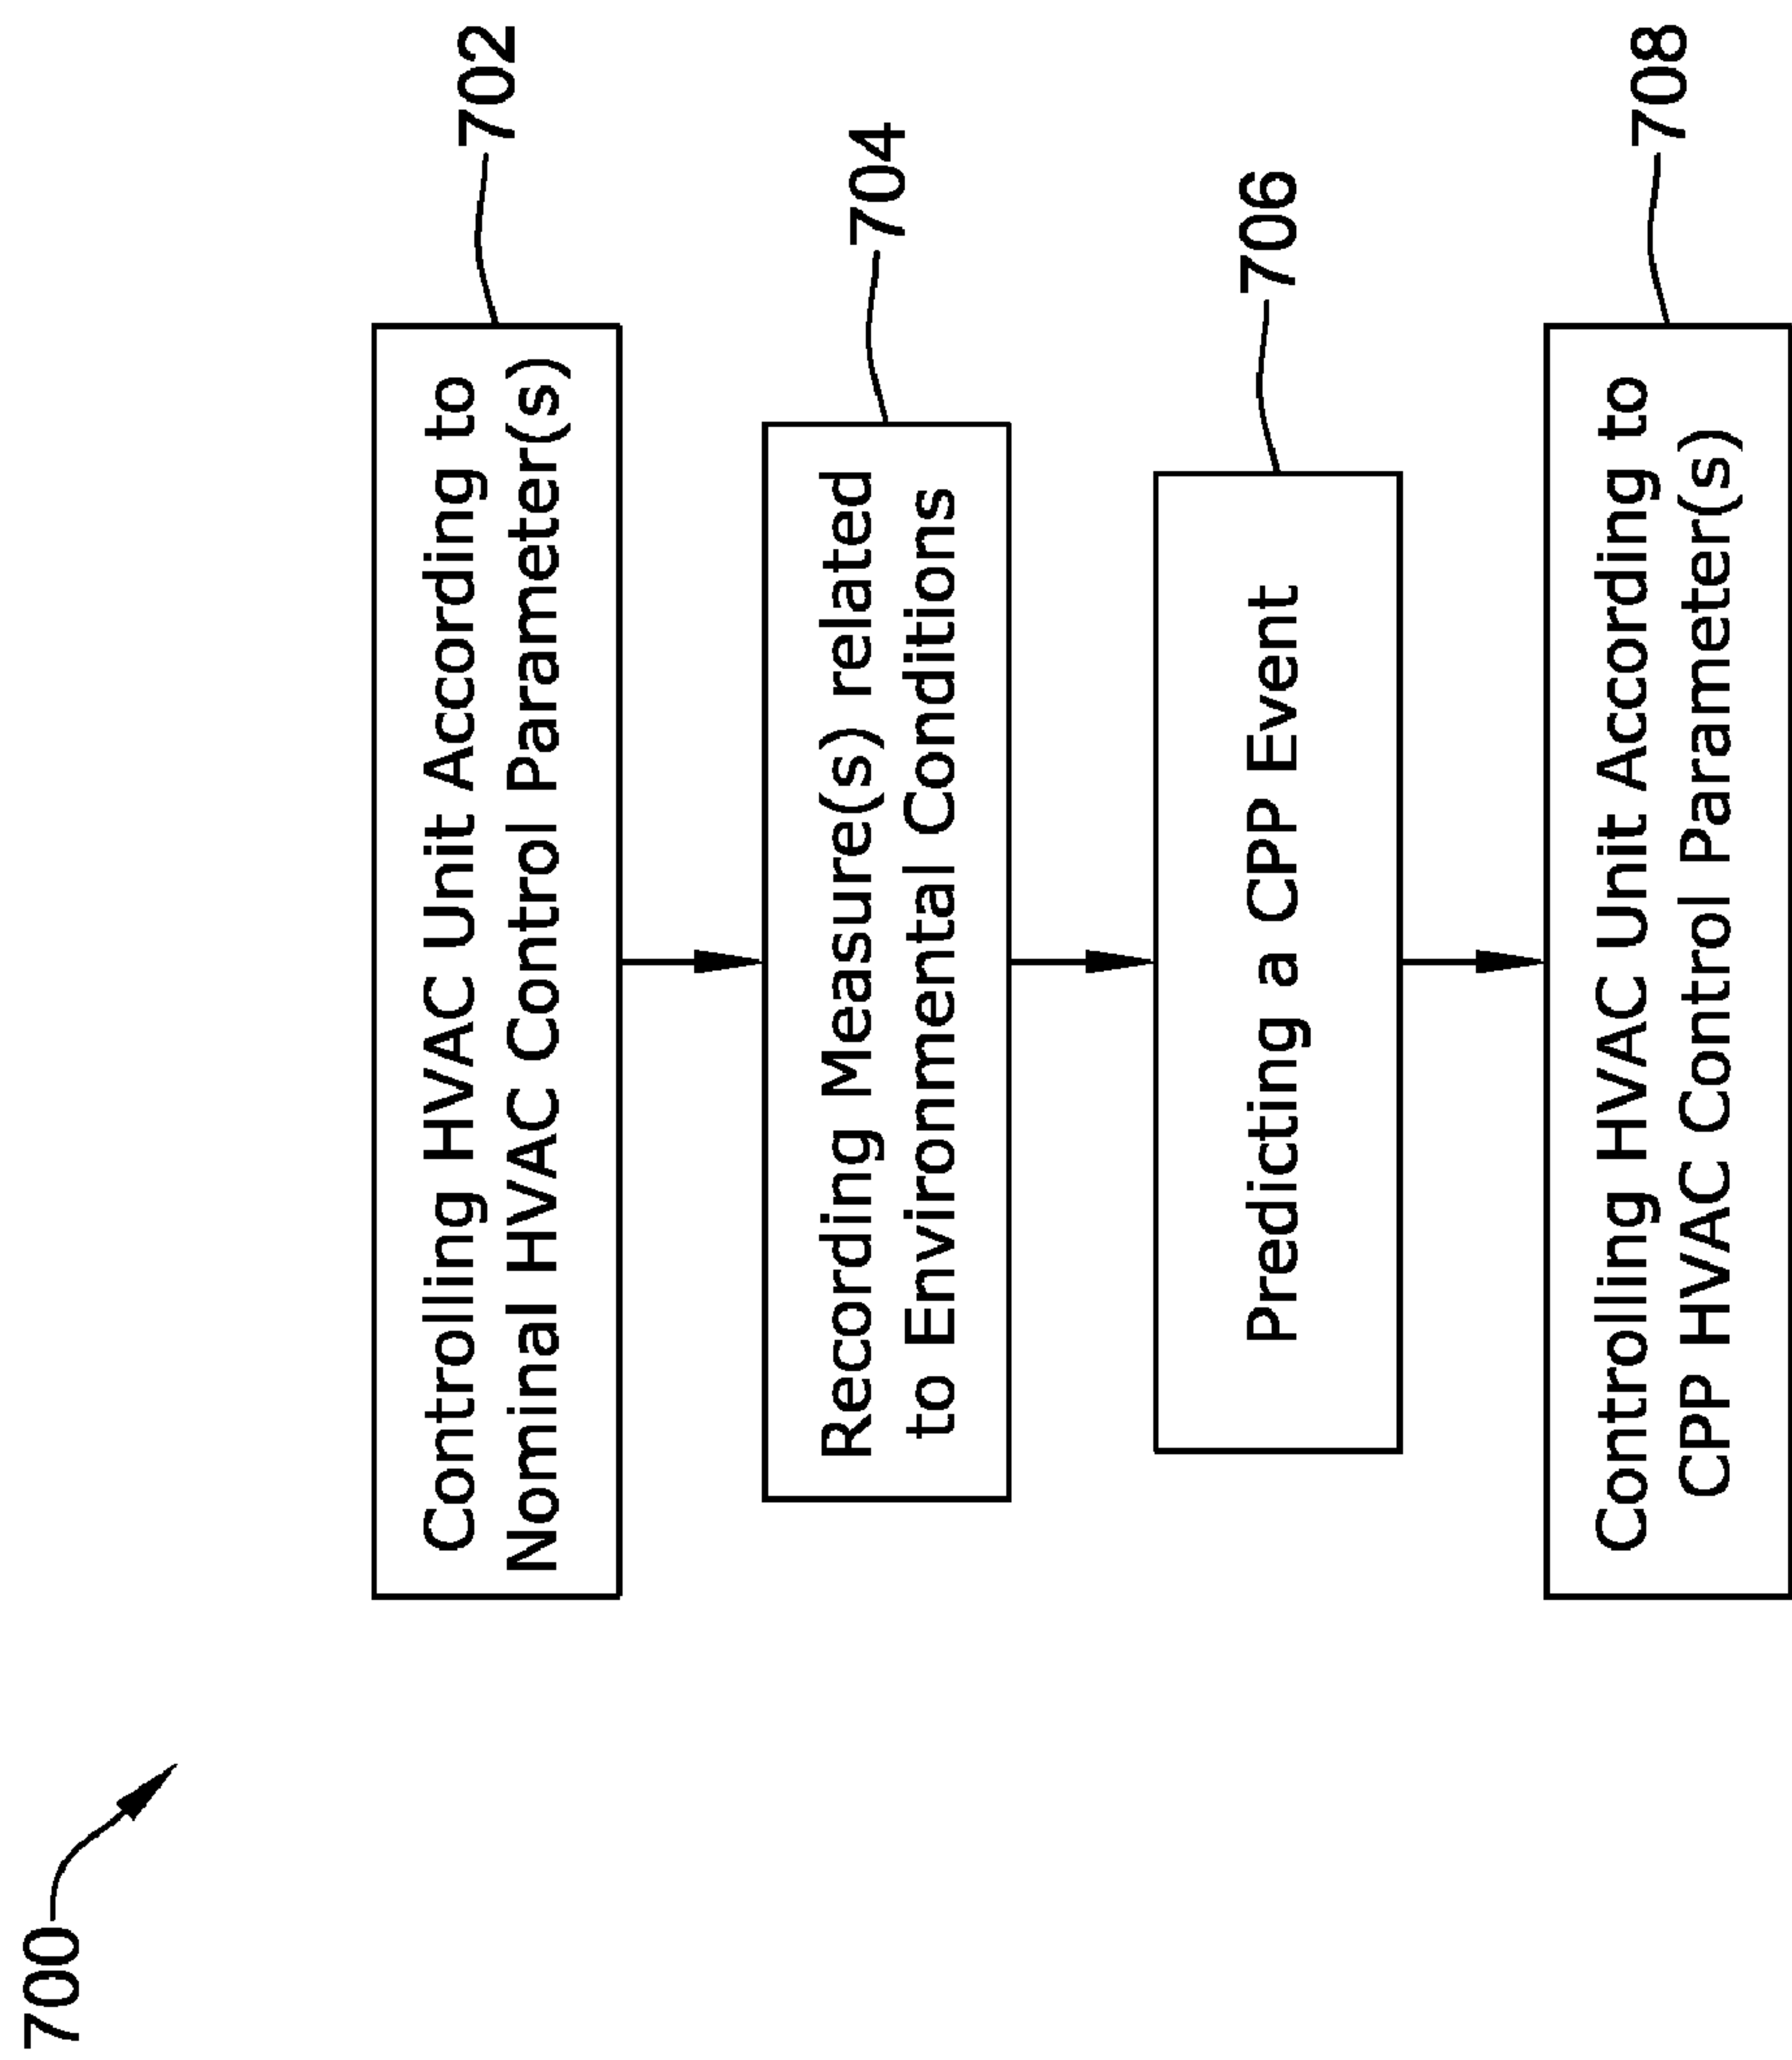 700
Controlling HVAC Unit According to
Nominal HVAC Control Parameter(s)
702
Recording Measure(s) related
to Environmental Conditions
704
Predicting a CPP Event
706
Controlling HVAC Unit According to
CPP HVAC Control Parameter(s)
708